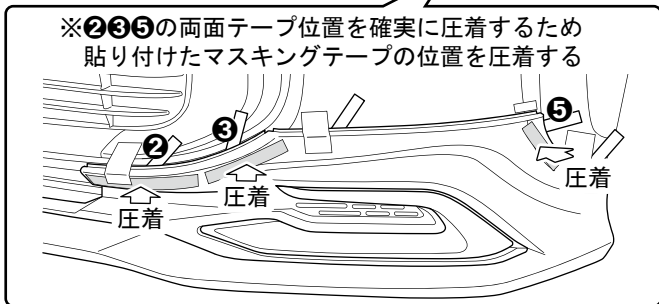 ※❷❸❺の両面テープ位置を確実に圧着するため
貼り付けたマスキングテープの位置を圧着する
❺
❸
❷
圧着
圧着
圧着